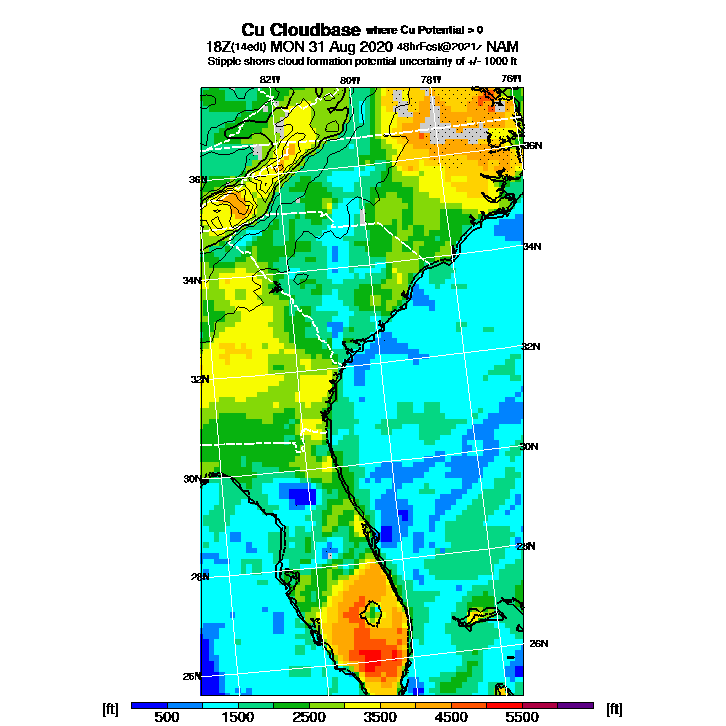 Cu Cloudbase where Cu Potential > 0
18Z(14edt) MON 31 Aug 2020 48hrFcst@2021z NAM
Stipple shows cloud formation potential uncertainty of +/- 1000 ft
82W 80W 78W 76W
36N 36N
34N 34N
32N 32N
30N 30N
28N 28N
26N 26N
[ft] 500 1500 2500 3500 4500 5500 [ft]